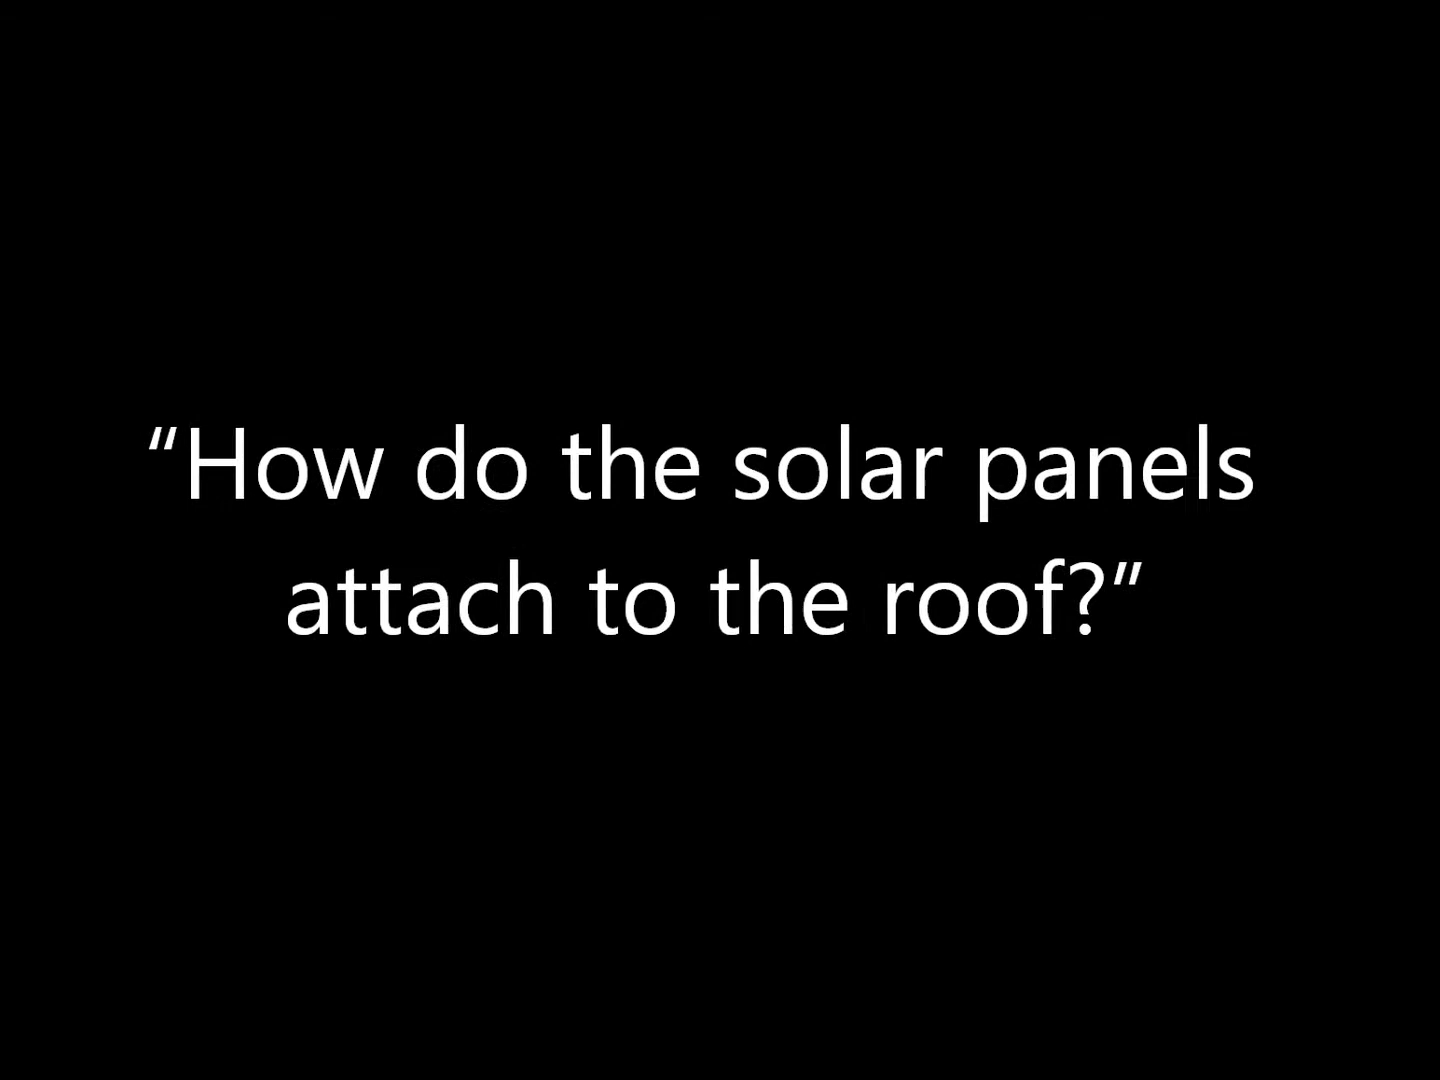 “How do the solar panels
attach to the roof?”